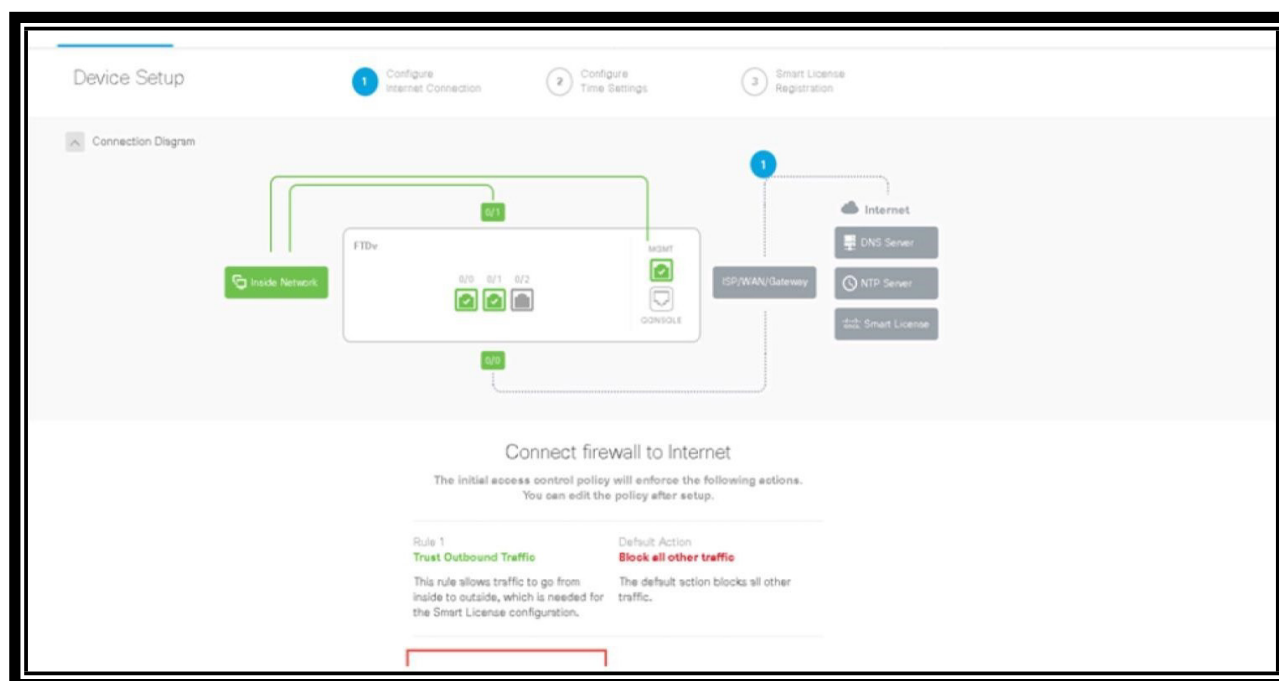 Device Setup
1
Configure
Internet Connection
2
Configure
Time Settings
3
Smart License
Registration
Connection Diagram
1
0/1
Internet
FTDv
MGMT
DNS Server
0/0 0/1 0/2
Inside Network
ISP/WAN/Gateway
NTP Server
CONSOLE
Smart License
0/0
Connect firewall to Internet
The initial access control policy will enforce the following actions.
You can edit the policy after setup.
Rule 1
Trust Outbound Traffic
This rule allows traffic to go from
inside to outside, which is needed for
the Smart License configuration.
Default Action
Block all other traffic
The default action blocks all other
traffic.